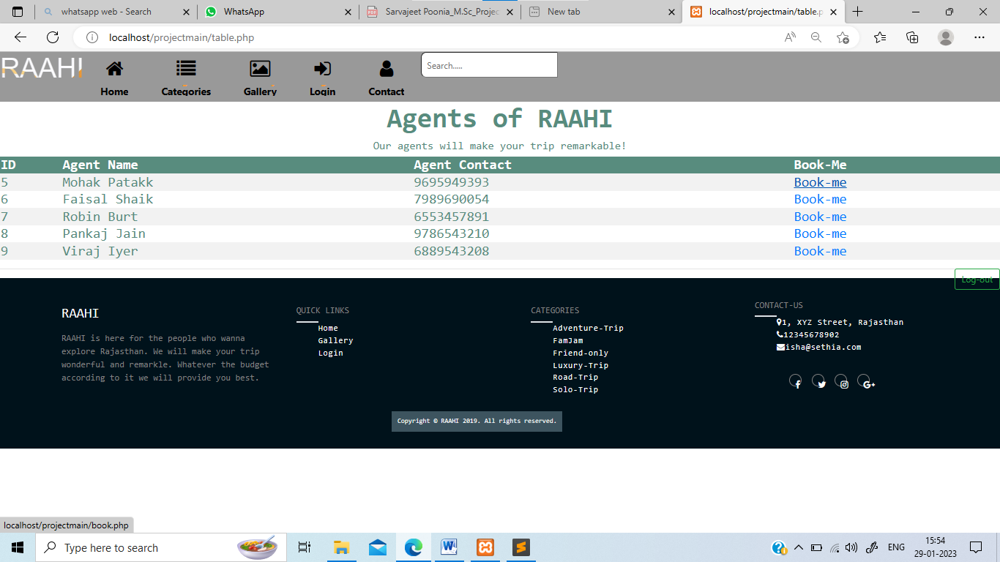 whatsapp web - Search
WhatsApp
Sarvajeet Poonia_M.Sc_Projec
New tab
localhost/projectmain/table.p
localhost/projectmain/table.php
RAAHI
Home
Categories
Gallery
Login
Contact
Search.....
Agents of RAAHI
Our agents will make your trip remarkable!
ID Agent Name Agent Contact Book-Me
5 Mohak Patakk 9695949393 Book-me
6 Faisal Shaik 7989690054 Book-me
7 Robin Burt 6553457891 Book-me
8 Pankaj Jain 9786543210 Book-me
9 Viraj Iyer 6889543208 Book-me
Log-out
RAAHI
RAAHI is here for the people who wanna
explore Rajasthan. We will make your trip
wonderful and remarkle. Whatever the budget
according to it we will provide you best.
QUICK LINKS
Home
Gallery
Login
CATEGORIES
Adventure-Trip
FamJam
Friend-only
Luxury-Trip
Road-Trip
Solo-Trip
CONTACT-US
1, XYZ Street, Rajasthan
12345678902
isha@sethia.com
Copyright © RAAHI 2019. All rights reserved.
localhost/projectmain/book.php
Type here to search
ENG
15:54
29-01-2023